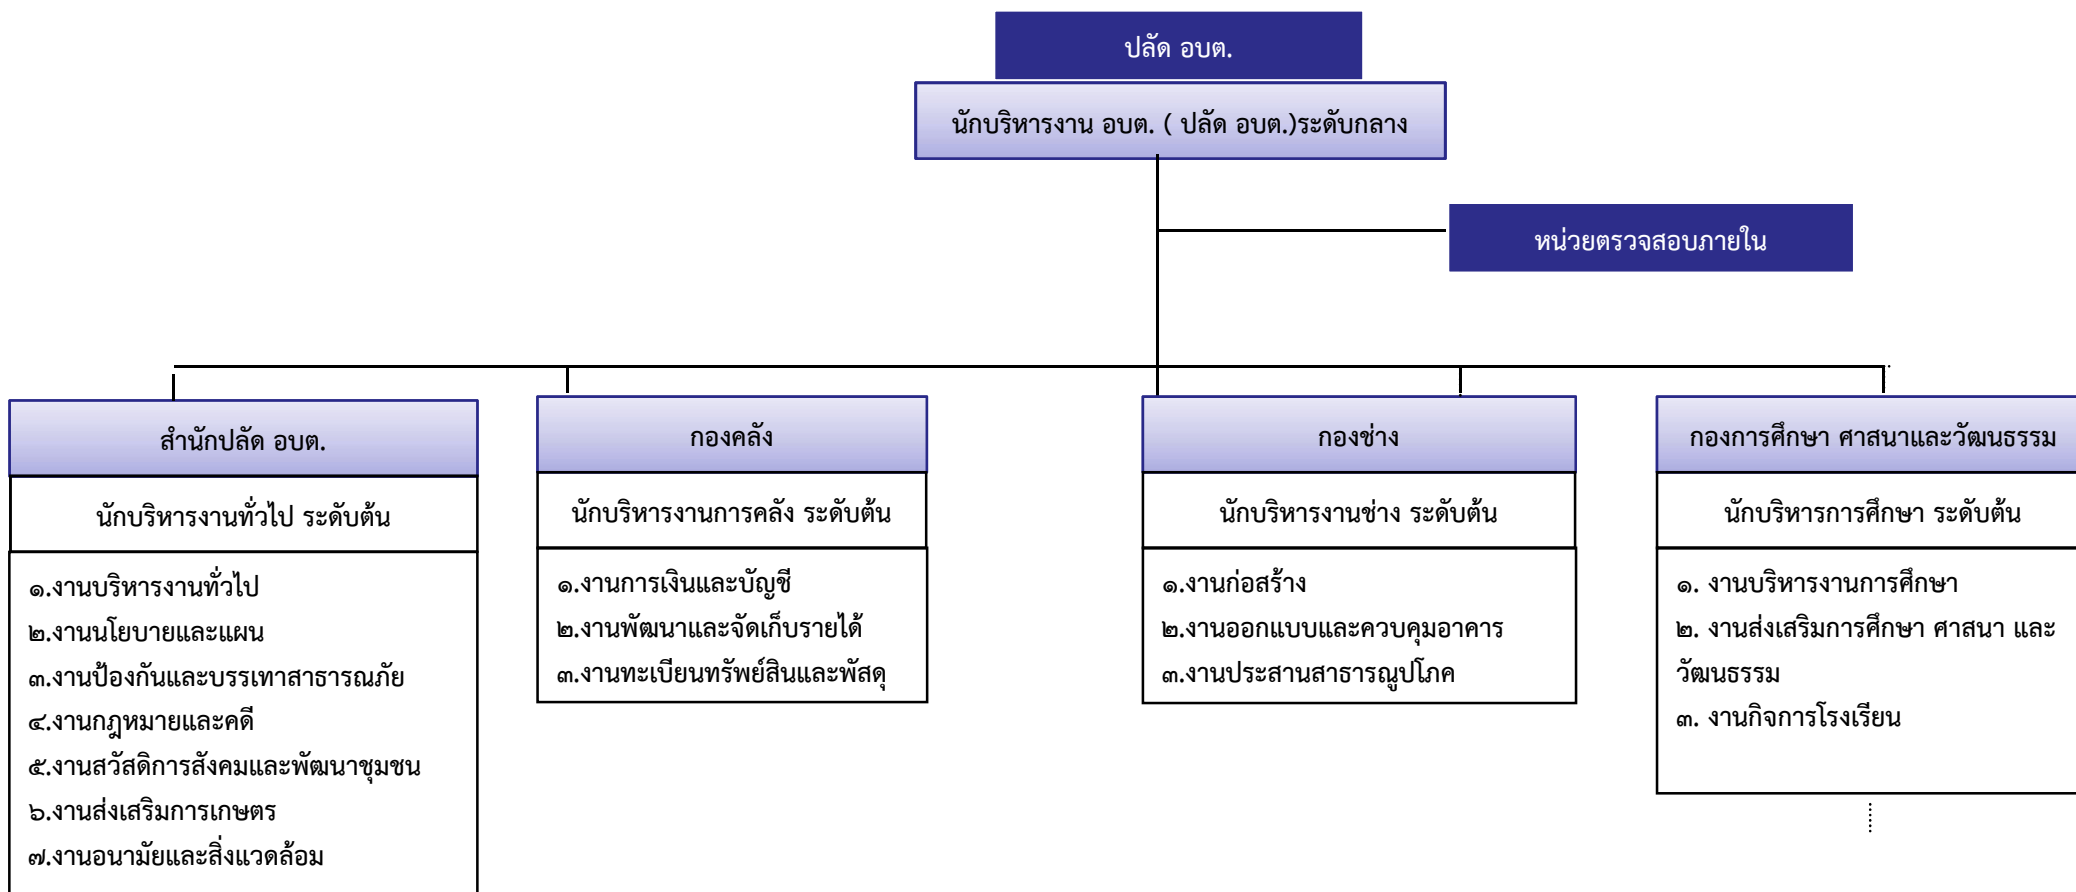 ปลัด อบต.
นักบริหารงาน อบต. ( ปลัด อบต.)ระดับกลาง
หน่วยตรวจสอบภายใน
สำนักปลัด อบต.
นักบริหารงานทั่วไป ระดับต้น
๑.งานบริหารงานทั่วไป
๒.งานนโยบายและแผน
๓.งานป้องกันและบรรเทาสาธารณภัย
๔.งานกฎหมายและคดี
๕.งานสวัสดิการสังคมและพัฒนาชุมชน
๖.งานส่งเสริมการเกษตร
๗.งานอนามัยและสิ่งแวดล้อม
กองคลัง
นักบริหารงานการคลัง ระดับต้น
๑.งานการเงินและบัญชี
๒.งานพัฒนาและจัดเก็บรายได้
๓.งานทะเบียนทรัพย์สินและพัสดุ
กองช่าง
นักบริหารงานช่าง ระดับต้น
๑.งานก่อสร้าง
๒.งานออกแบบและควบคุมอาคาร
๓.งานประสานสาธารณูปโภค
กองการศึกษา ศาสนาและวัฒนธรรม
นักบริหารการศึกษา ระดับต้น
๑. งานบริหารงานการศึกษา
๒. งานส่งเสริมการศึกษา ศาสนา และ
วัฒนธรรม
๓. งานกิจการโรงเรียน